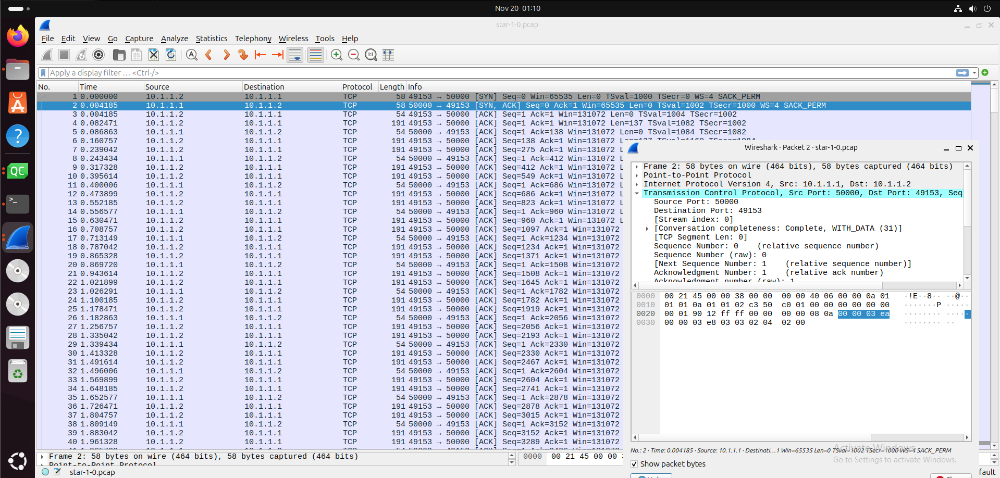 Nov 20 01:10
star-1-0.pcap
File Edit View Go Capture Analyze Statistics Telephony Wireless Tools Help
Apply a display filter … <Ctrl-/>
No. Time Source Destination Protocol Length Info
1 0.000000 10.1.1.2 10.1.1.1 TCP 58 49153 → 50000 [SYN] Seq=0 Win=65535 Len=0 TSval=1000 TSecr=0 WS=4 SACK_PERM
2 0.004185 10.1.1.1 10.1.1.2 TCP 58 50000 → 49153 [SYN, ACK] Seq=0 Ack=1 Win=65535 Len=0 TSval=1002 TSecr=1000 WS=4 SACK_PERM
3 0.004185 10.1.1.2 10.1.1.1 TCP 54 49153 → 50000 [ACK] Seq=1 Ack=1 Win=131072 Len=0 TSval=1004 TSecr=1002
4 0.082471 10.1.1.2 10.1.1.1 TCP 191 49153 → 50000 [ACK] Seq=1 Ack=1 Win=131072 Len=137 TSval=1082 TSecr=1002
5 0.086863 10.1.1.1 10.1.1.2 TCP 54 50000 → 49153 [ACK] Seq=1 Ack=138 Win=131072 Len=0 TSval=1084 TSecr=1082
6 0.160757 10.1.1.2 10.1.1.1 TCP 191 49153 → 50000 [ACK] Seq=138 Ack=1 Win=131072 Len=137 TSval=1160 TSecr=1084
7 0.239042 10.1.1.2 10.1.1.1 TCP 191 49153 → 50000 [ACK] Seq=275 Ack=1 Win=131072 L
8 0.243434 10.1.1.1 10.1.1.2 TCP 54 50000 → 49153 [ACK] Seq=1 Ack=412 Win=131072 L
9 0.317328 10.1.1.2 10.1.1.1 TCP 191 49153 → 50000 [ACK] Seq=412 Ack=1 Win=131072 L
10 0.395614 10.1.1.2 10.1.1.1 TCP 191 49153 → 50000 [ACK] Seq=549 Ack=1 Win=131072 L
11 0.400006 10.1.1.1 10.1.1.2 TCP 54 50000 → 49153 [ACK] Seq=1 Ack=686 Win=131072 L
12 0.473899 10.1.1.2 10.1.1.1 TCP 191 49153 → 50000 [ACK] Seq=686 Ack=1 Win=131072 L
13 0.552185 10.1.1.2 10.1.1.1 TCP 191 49153 → 50000 [ACK] Seq=823 Ack=1 Win=131072 L
14 0.556577 10.1.1.1 10.1.1.2 TCP 54 50000 → 49153 [ACK] Seq=1 Ack=960 Win=131072 L
15 0.630471 10.1.1.2 10.1.1.1 TCP 191 49153 → 50000 [ACK] Seq=960 Ack=1 Win=131072 L
16 0.708757 10.1.1.2 10.1.1.1 TCP 191 49153 → 50000 [ACK] Seq=1097 Ack=1 Win=131072
17 0.713149 10.1.1.1 10.1.1.2 TCP 54 50000 → 49153 [ACK] Seq=1 Ack=1234 Win=131072
18 0.787042 10.1.1.2 10.1.1.1 TCP 191 49153 → 50000 [ACK] Seq=1234 Ack=1 Win=131072
19 0.865328 10.1.1.2 10.1.1.1 TCP 191 49153 → 50000 [ACK] Seq=1371 Ack=1 Win=131072
20 0.869720 10.1.1.1 10.1.1.2 TCP 54 50000 → 49153 [ACK] Seq=1 Ack=1508 Win=131072
21 0.943614 10.1.1.2 10.1.1.1 TCP 191 49153 → 50000 [ACK] Seq=1508 Ack=1 Win=131072
22 1.021899 10.1.1.2 10.1.1.1 TCP 191 49153 → 50000 [ACK] Seq=1645 Ack=1 Win=131072
23 1.026291 10.1.1.1 10.1.1.2 TCP 54 50000 → 49153 [ACK] Seq=1 Ack=1782 Win=131072
24 1.100185 10.1.1.2 10.1.1.1 TCP 191 49153 → 50000 [ACK] Seq=1782 Ack=1 Win=131072
25 1.178471 10.1.1.2 10.1.1.1 TCP 191 49153 → 50000 [ACK] Seq=1919 Ack=1 Win=131072
26 1.182863 10.1.1.1 10.1.1.2 TCP 54 50000 → 49153 [ACK] Seq=1 Ack=2056 Win=131072
27 1.256757 10.1.1.2 10.1.1.1 TCP 191 49153 → 50000 [ACK] Seq=2056 Ack=1 Win=131072
28 1.335042 10.1.1.2 10.1.1.1 TCP 191 49153 → 50000 [ACK] Seq=2193 Ack=1 Win=131072
29 1.339434 10.1.1.1 10.1.1.2 TCP 54 50000 → 49153 [ACK] Seq=1 Ack=2330 Win=131072
30 1.413328 10.1.1.2 10.1.1.1 TCP 191 49153 → 50000 [ACK] Seq=2330 Ack=1 Win=131072
31 1.491614 10.1.1.2 10.1.1.1 TCP 191 49153 → 50000 [ACK] Seq=2467 Ack=1 Win=131072
32 1.496006 10.1.1.1 10.1.1.2 TCP 54 50000 → 49153 [ACK] Seq=1 Ack=2604 Win=131072
33 1.569899 10.1.1.2 10.1.1.1 TCP 191 49153 → 50000 [ACK] Seq=2604 Ack=1 Win=131072
34 1.648185 10.1.1.2 10.1.1.1 TCP 191 49153 → 50000 [ACK] Seq=2741 Ack=1 Win=131072
35 1.652577 10.1.1.1 10.1.1.2 TCP 54 50000 → 49153 [ACK] Seq=1 Ack=2878 Win=131072
36 1.726471 10.1.1.2 10.1.1.1 TCP 191 49153 → 50000 [ACK] Seq=2878 Ack=1 Win=131072
37 1.804757 10.1.1.2 10.1.1.1 TCP 191 49153 → 50000 [ACK] Seq=3015 Ack=1 Win=131072
38 1.809149 10.1.1.1 10.1.1.2 TCP 54 50000 → 49153 [ACK] Seq=1 Ack=3152 Win=131072
39 1.883042 10.1.1.2 10.1.1.1 TCP 191 49153 → 50000 [ACK] Seq=3152 Ack=1 Win=131072
40 1.961328 10.1.1.2 10.1.1.1 TCP 191 49153 → 50000 [ACK] Seq=3289 Ack=1 Win=131072
Frame 2: 58 bytes on wire (464 bits), 58 bytes captured (464 bits)
Point-to-Point Protocol
0000 00 21 45 00 00
star-1-0.pcap
fault
QC
Wireshark · Packet 2 · star-1-0.pcap
Frame 2: 58 bytes on wire (464 bits), 58 bytes captured (464 bits)
Point-to-Point Protocol
Internet Protocol Version 4, Src: 10.1.1.1, Dst: 10.1.1.2
Transmission Control Protocol, Src Port: 50000, Dst Port: 49153, Seq
Source Port: 50000
Destination Port: 49153
[Stream index: 0]
[Conversation completeness: Complete, WITH_DATA (31)]
[TCP Segment Len: 0]
Sequence Number: 0 (relative sequence number)
Sequence Number (raw): 0
[Next Sequence Number: 1 (relative sequence number)]
Acknowledgment Number: 1 (relative ack number)
Acknowledgment number (raw): 1
0000 00 21 45 00 00 38 00 00 00 00 40 06 00 00 0a 01 ·!E··8·· ··@·····
0010 01 01 0a 01 01 02 c3 50 c0 01 00 00 00 00 00 00 ·······P ········
0020 00 01 90 12 ff ff 00 00 00 00 08 0a 00 00 03 ea ········ ········
0030 00 00 03 e8 03 03 02 04 02 00 ········ ··
No.: 2 · Time: 0.004185 · Source: 10.1.1.1 · Destinati…1 Win=65535 Len=0 TSval=1002 TSecr=1000 WS=4 SACK_PERM
Show packet bytes
Activate Windows
Go to Settings to activate Windows.